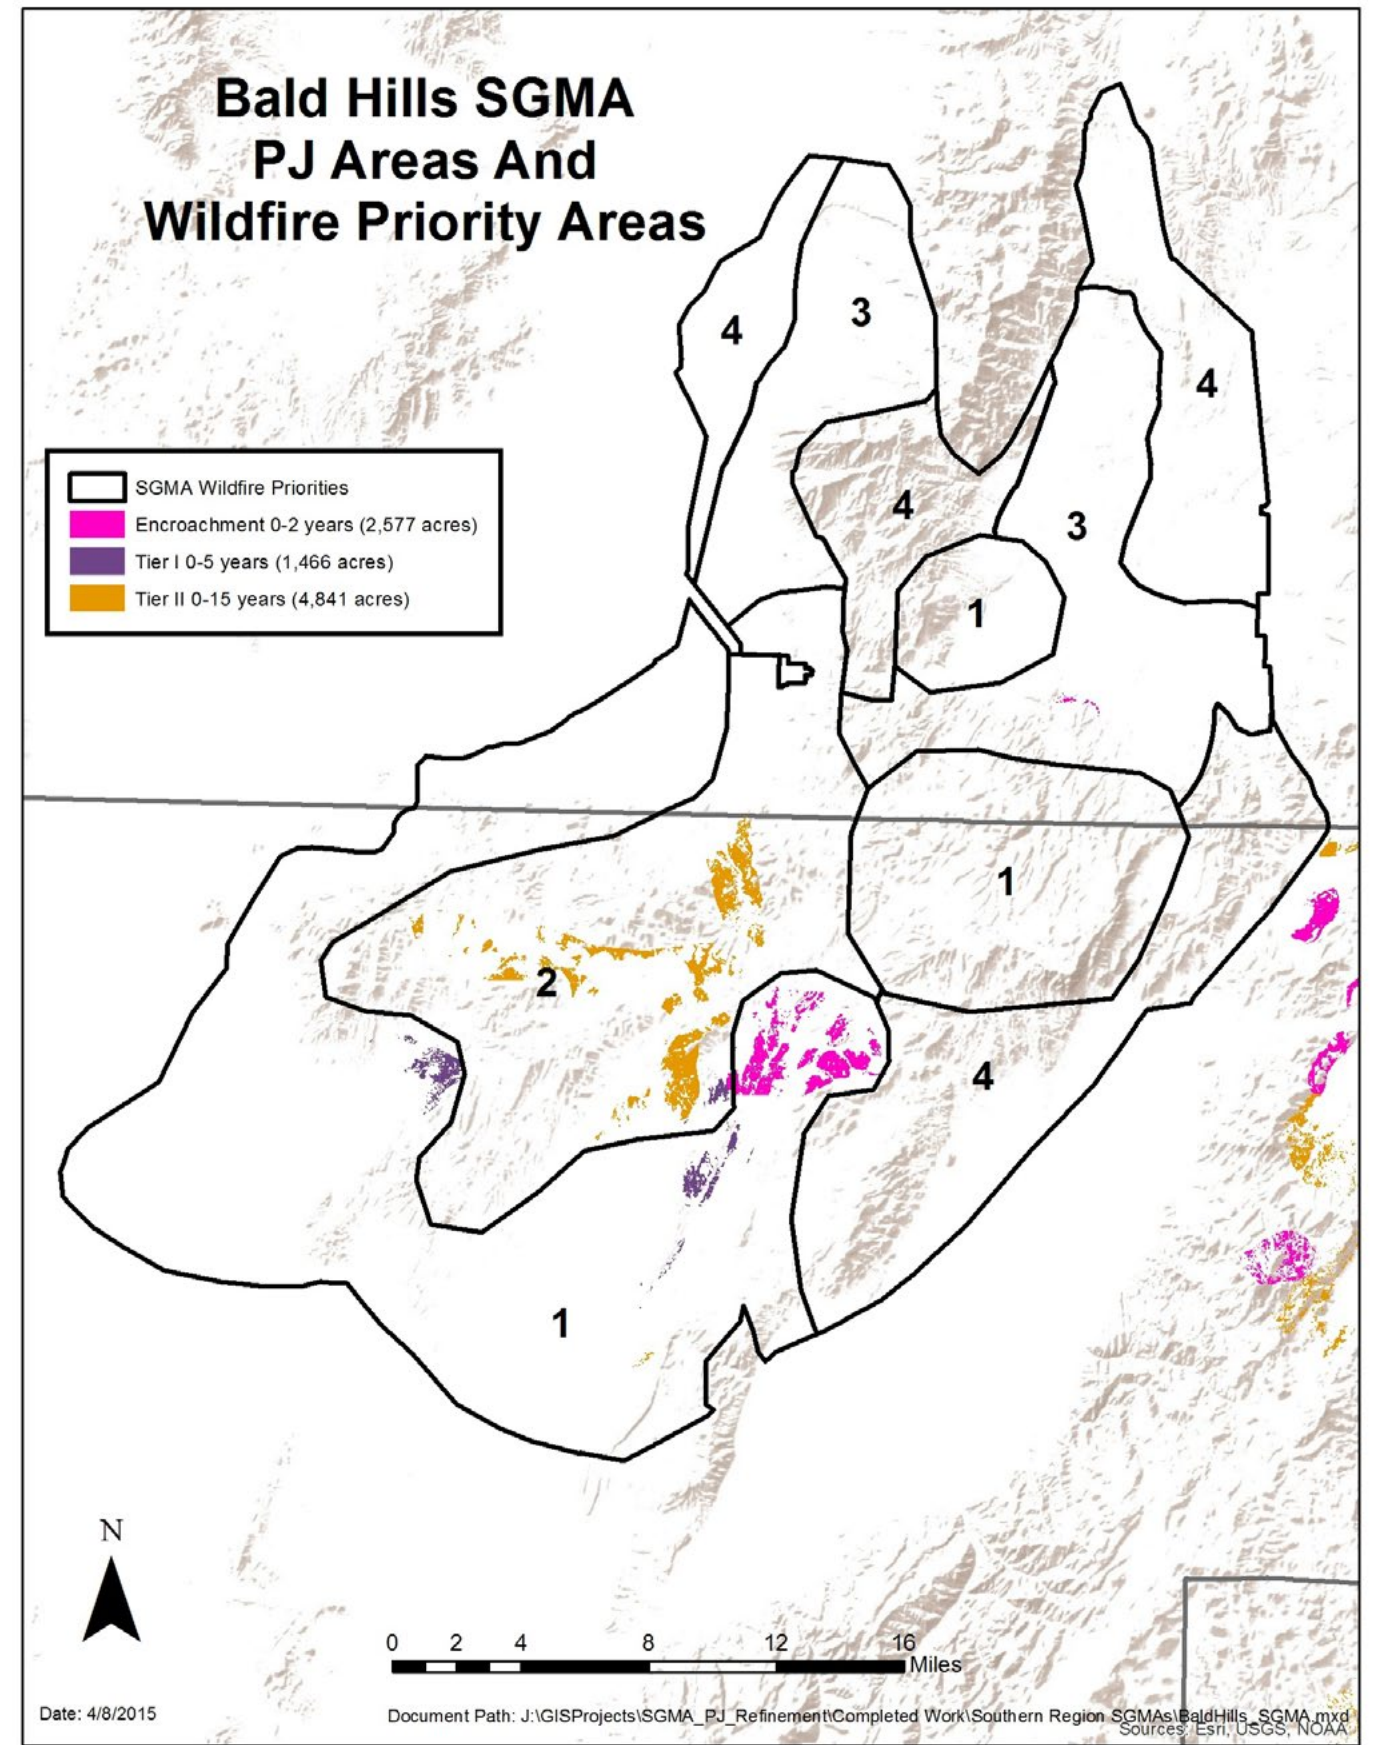 Bald Hills SGMA
PJ Areas And
Wildfire Priority Areas
4
3
4
3
4
1
SGMA Wildfire Priorities
Encroachment 0-2 years (2,577 acres)
Tier I 0-5 years (1,466 acres)
Tier II 0-15 years (4,841 acres)
1
2
4
1
N
0 2 4 8 12 16
Miles
Date: 4/8/2015
Document Path: J:\GISProjects\SGMA_PJ_Refinement\Completed Work\Southern Region SGMAs\BaldHills_SGMA.mxd
Sources: Esri, USGS, NOAA